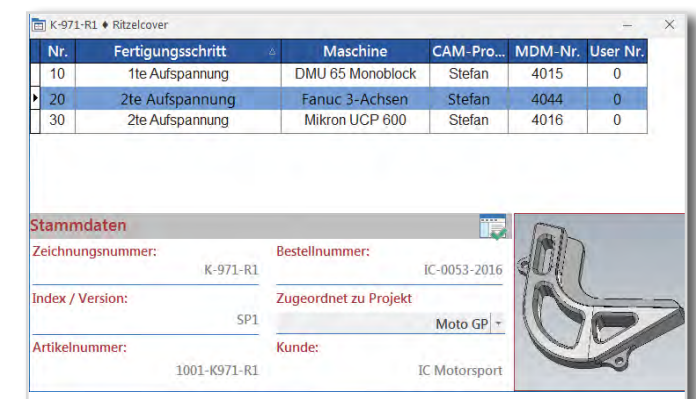 K-971-R1 ♦ Ritzelcover
Nr. Fertigungsschritt Maschine CAM-Pro... MDM-Nr. User Nr.
10 1te Aufspannung DMU 65 Monoblock Stefan 4015 0
20 2te Aufspannung Fanuc 3-Achsen Stefan 4044 0
30 2te Aufspannung Mikron UCP 600 Stefan 4016 0
Stammdaten
Zeichnungsnummer: Bestellnummer:
K-971-R1 IC-0053-2016
Index / Version: Zugeordnet zu Projekt
SP1 Moto GP
Artikelnummer: Kunde:
1001-K971-R1 IC Motorsport